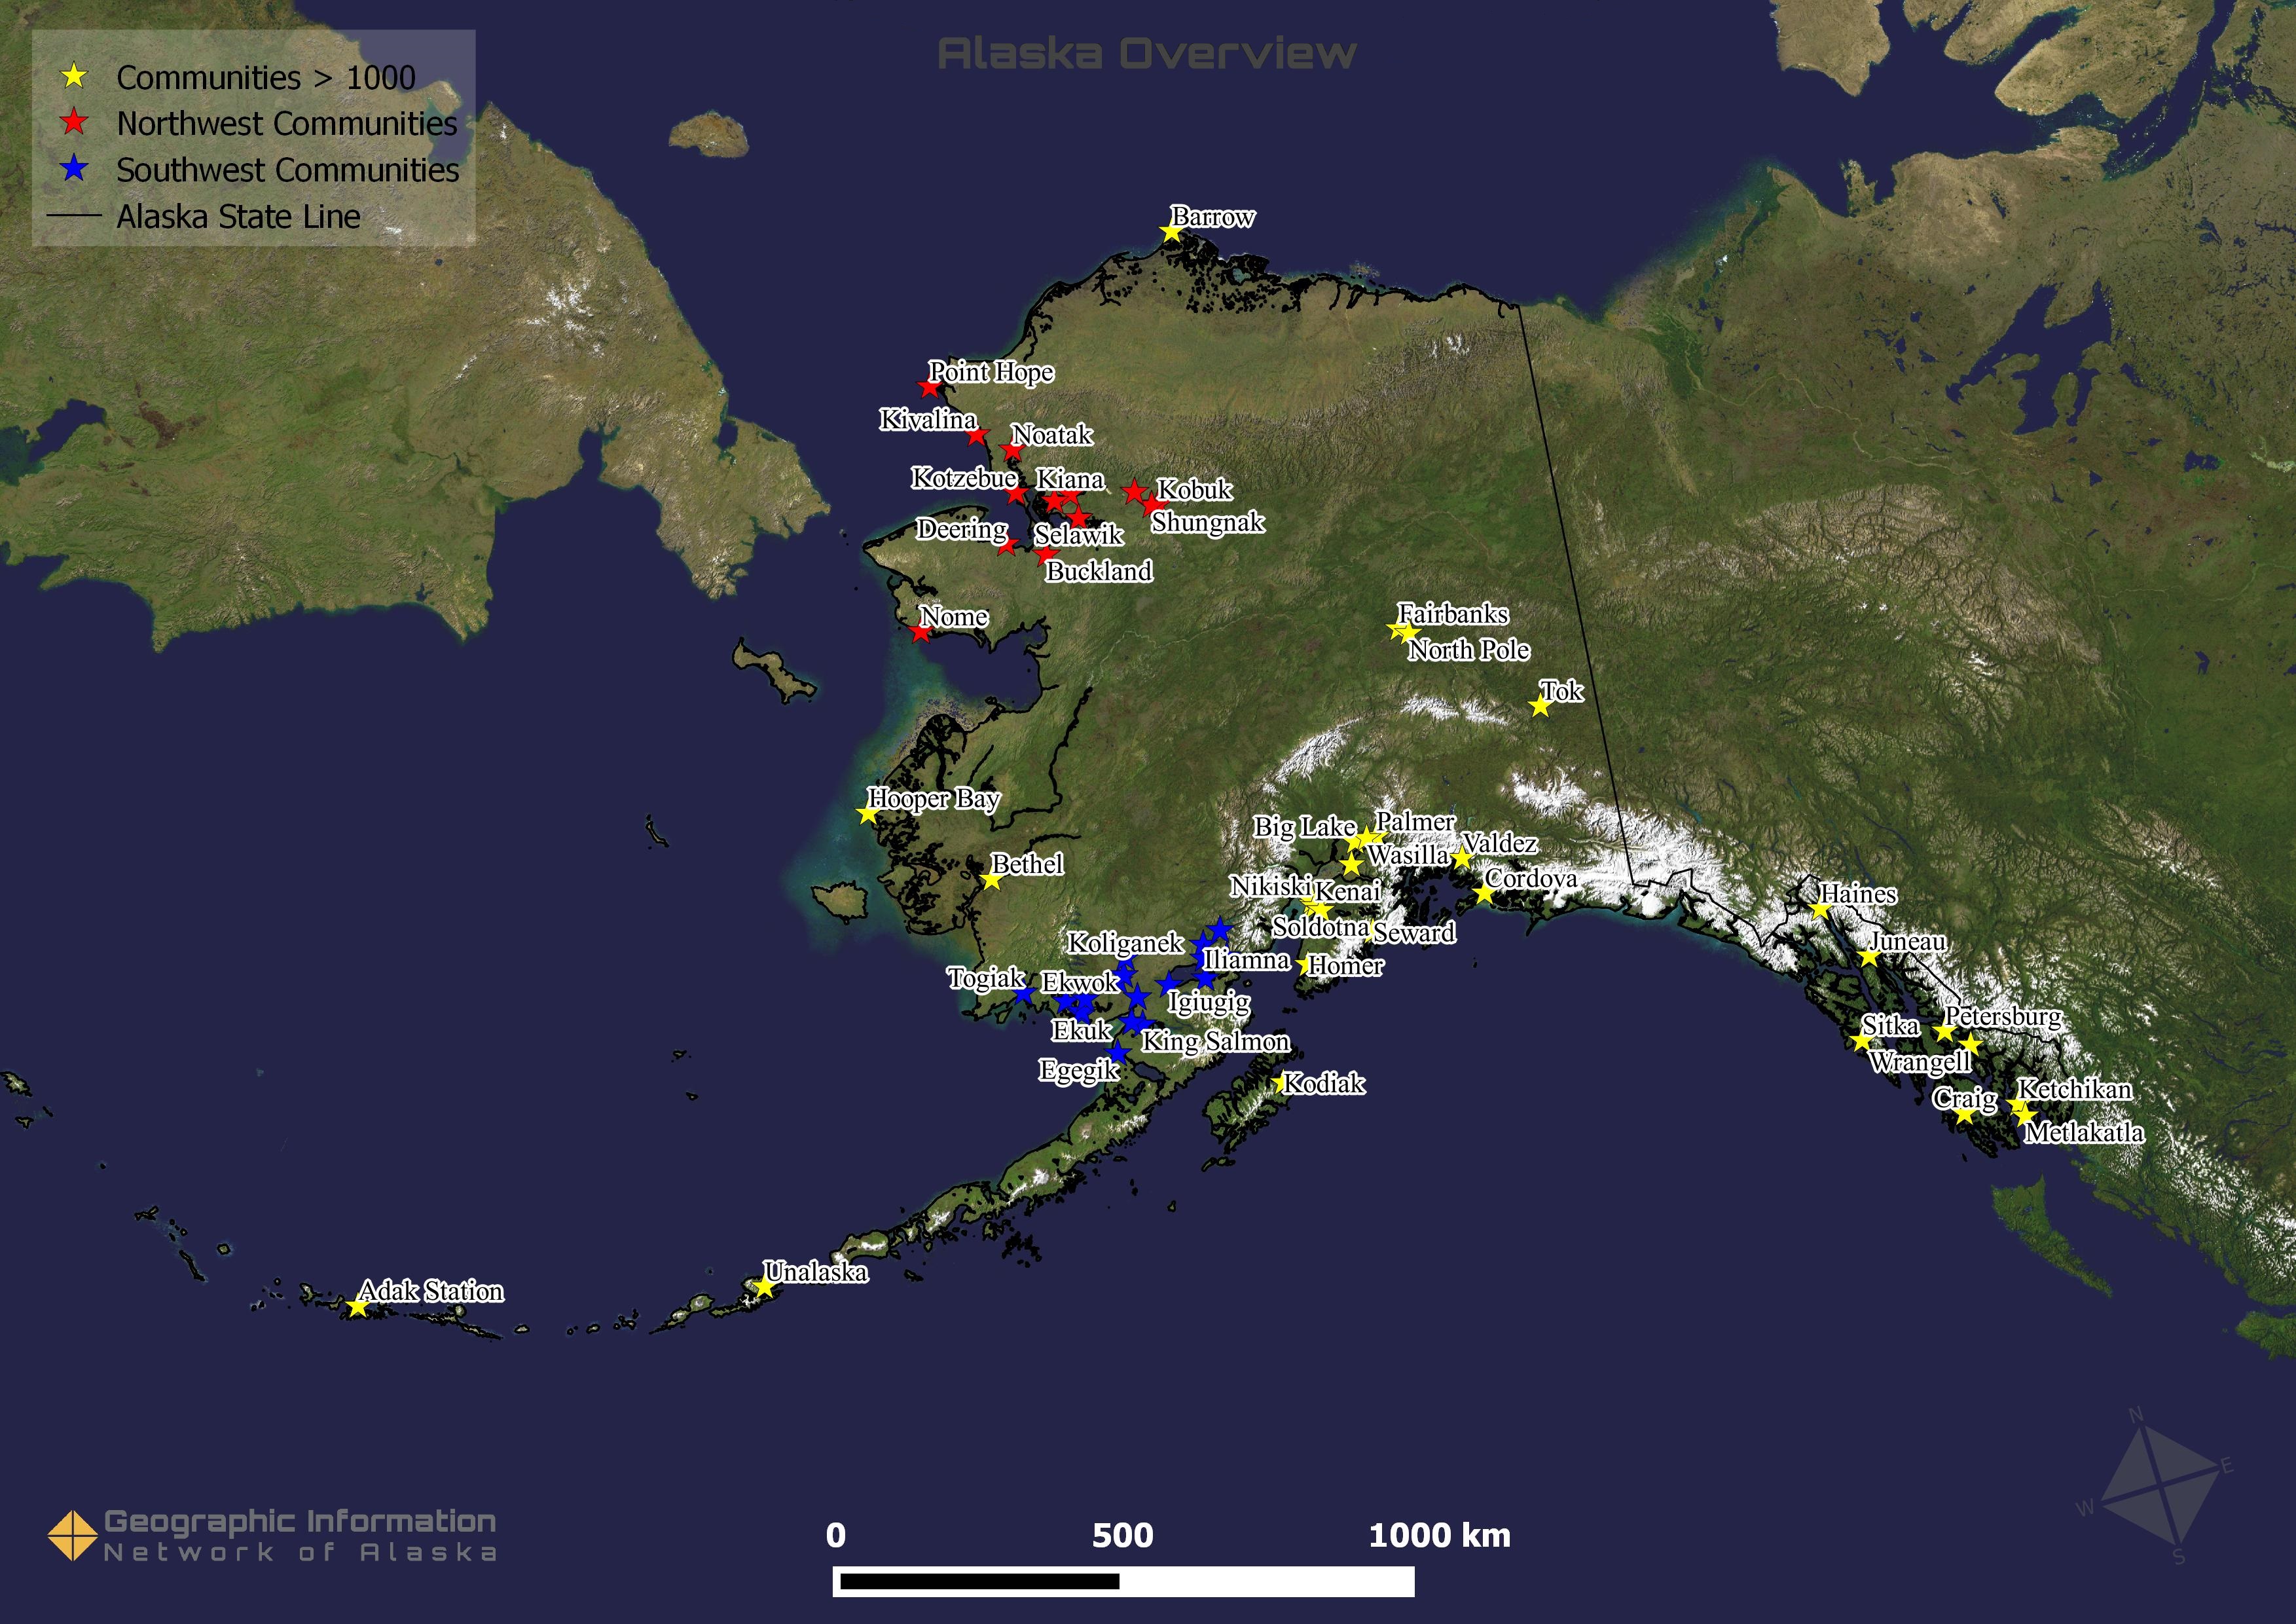 Alaska Overview
Communities > 1000
Northwest Communities
Southwest Communities
Alaska State Line
Barrow
Point Hope
Kivalina
Noatak
Kotzebue
Kiana
Kobuk
Shungnak
Deering
Selawik
Buckland
Nome
Fairbanks
North Pole
Tok
Hooper Bay
Bethel
Big Lake
Palmer
Wasilla
Valdez
Nikiski
Kenai
Cordova
Soldotna
Seward
Homer
Haines
Juneau
Koliganek
Iliamna
Togiak
Ekwok
Igiugig
Ekuk
King Salmon
Egegik
Kodiak
Sitka
Petersburg
Wrangell
Craig
Ketchikan
Metlakatla
Unalaska
Adak Station
N
E
W
S
Geographic Information
Network of Alaska
0 500 1000 km